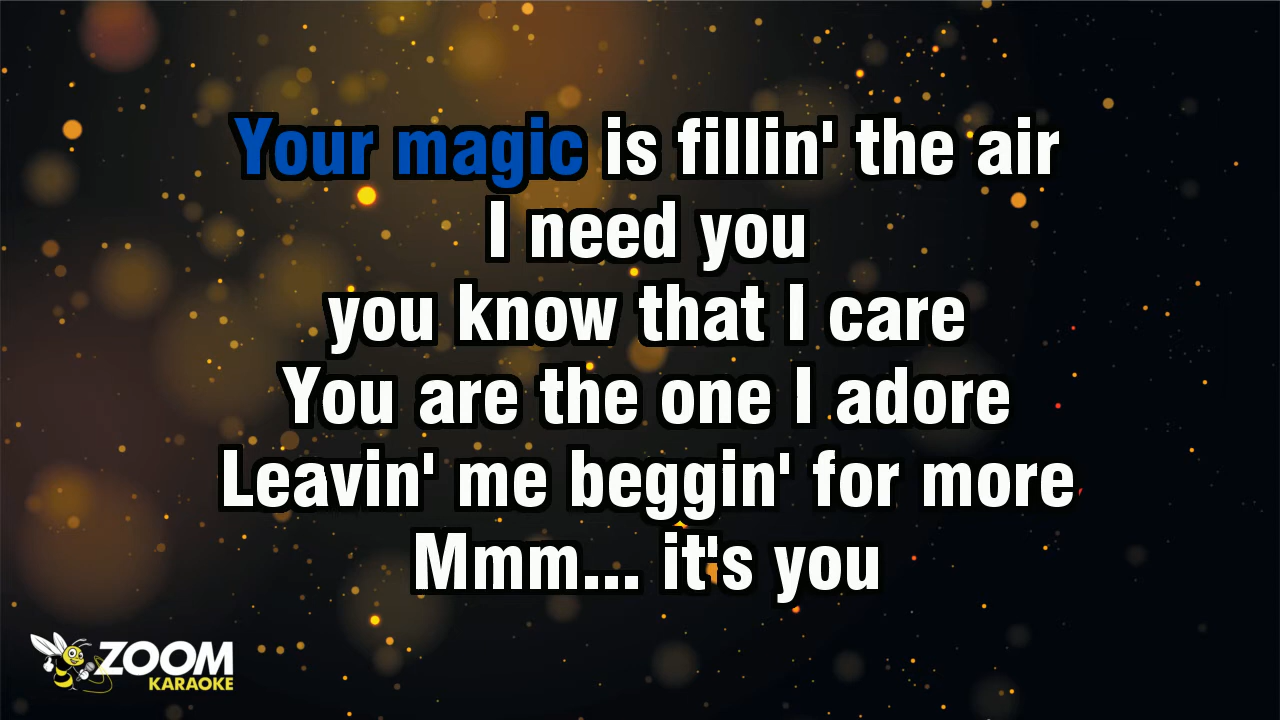 Your magic is fillin' the air
I need you
you know that I care
You are the one I adore
Leavin' me beggin' for more
Mmm... it's you
ZOOM
KARAOKE